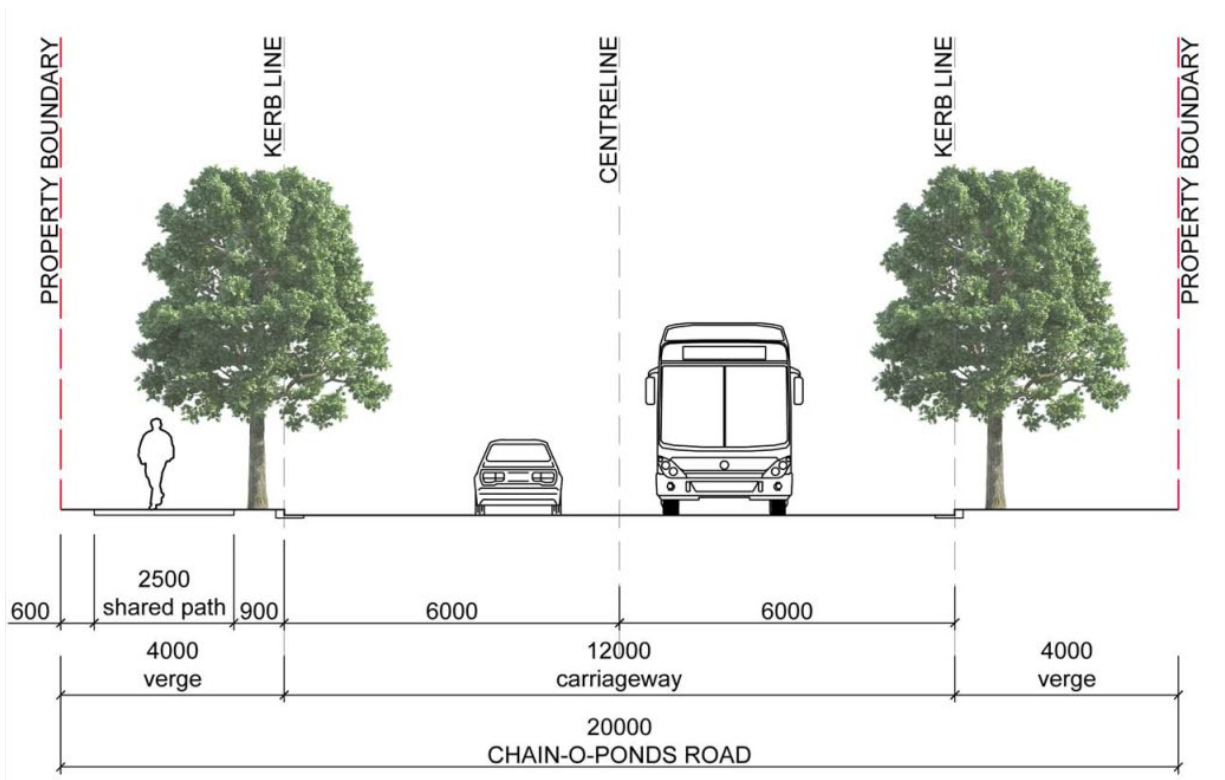 PROPERTY BOUNDARY
KERB LINE
CENTRELINE
KERB LINE
PROPERTY BOUNDARY
600
2500
shared path
900
6000
6000
4000
verge
12000
carriageway
4000
verge
20000
CHAIN-O-PONDS ROAD